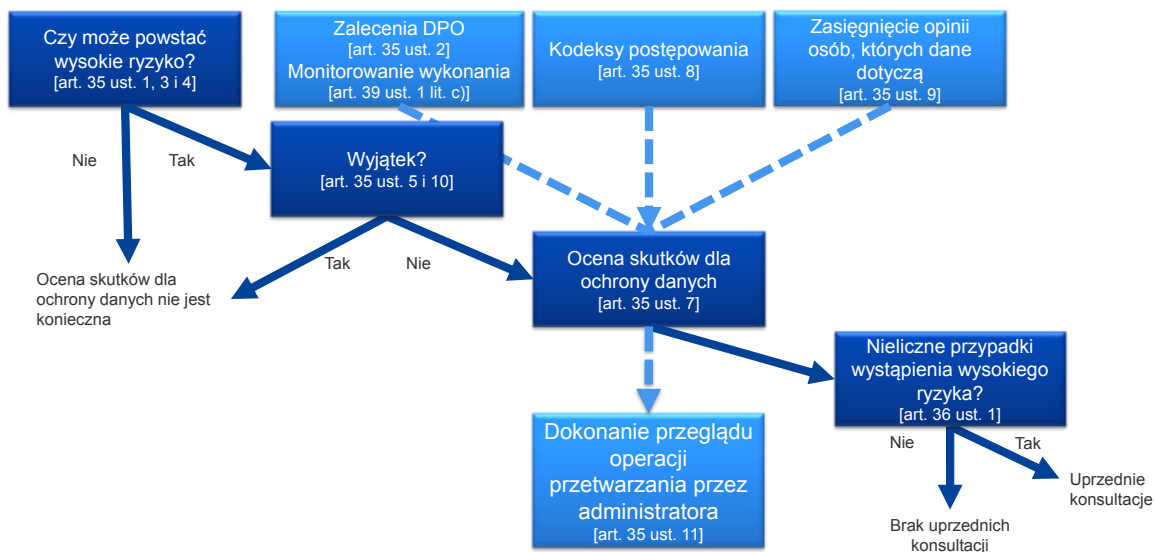 Czy może powstać
wysokie ryzyko?
[art. 35 ust. 1, 3 i 4]
Zalecenia DPO
[art. 35 ust. 2]
Monitorowanie wykonania
[art. 39 ust. 1 lit. c)]
Kodeksy postępowania
[art. 35 ust. 8]
Zasięgnięcie opinii
osób, których dane
dotyczą
[art. 35 ust. 9]
Nie
Tak
Wyjątek?
[art. 35 ust. 5 i 10]
Tak
Nie
Ocena skutków dla
ochrony danych nie jest
konieczna
Ocena skutków dla
ochrony danych
[art. 35 ust. 7]
Nieliczne przypadki
wystąpienia wysokiego
ryzyka?
[art. 36 ust. 1]
Dokonanie przeglądu
operacji
przetwarzania przez
administratora
[art. 35 ust. 11]
Nie
Tak
Uprzednie
konsultacje
Brak uprzednich
konsultacji